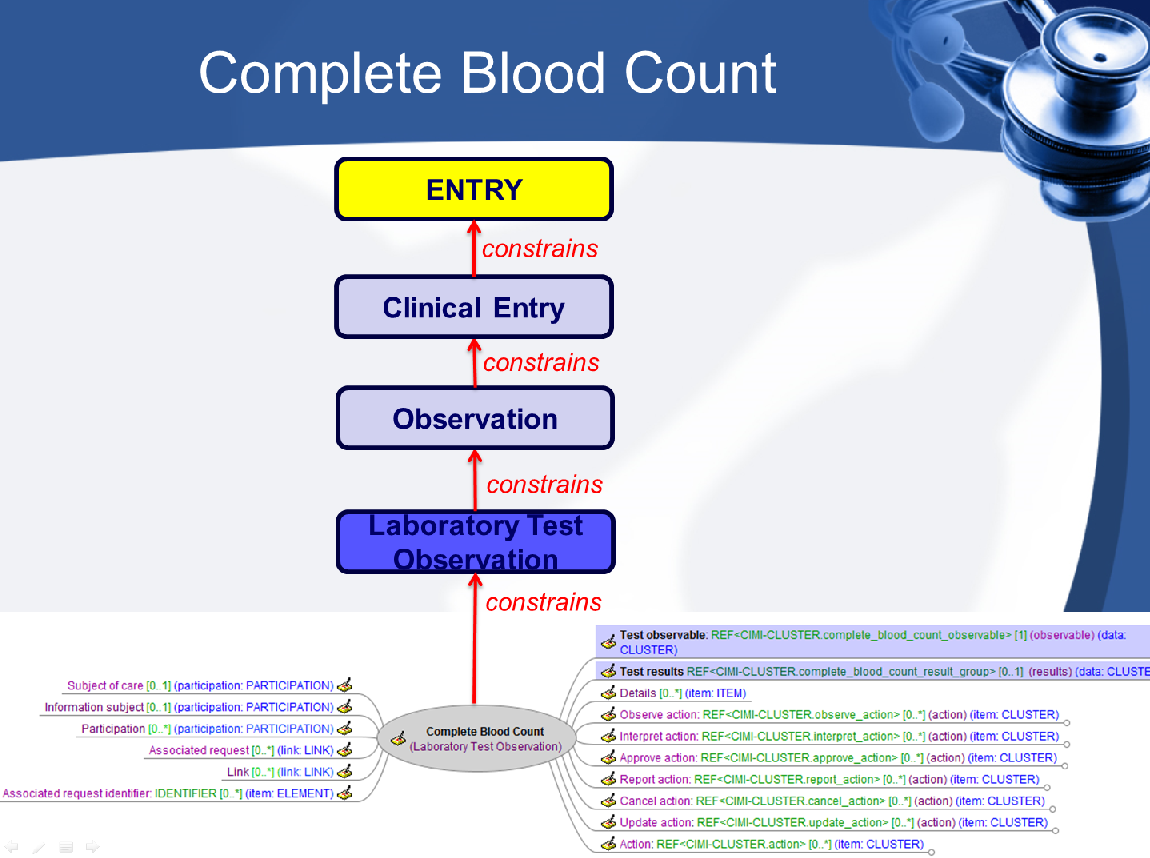 Complete Blood Count
ENTRY
constrains
Clinical Entry
constrains
Observation
constrains
Laboratory Test
Observation
constrains
Subject of care [0..1] (participation: PARTICIPATION)
Information subject [0..1] (participation: PARTICIPATION)
Participation [0..*] (participation: PARTICIPATION)
Associated request [0..*] (link: LINK)
Link [0..*] (link: LINK)
Associated request identifier: IDENTIFIER [0..*] (item: ELEMENT)
Complete Blood Count
(Laboratory Test Observation)
Test observable: REF<CIMI-CLUSTER.complete_blood_count_observable> [1] (observable) (data:
CLUSTER)
Test results REF<CIMI-CLUSTER.complete_blood_count_result_group> [0..1] (results) (data: CLUSTE
Details [0..*] (item: ITEM)
Observe action: REF<CIMI-CLUSTER.observe_action> [0..*] (action) (item: CLUSTER)
Interpret action: REF<CIMI-CLUSTER.interpret_action> [0..*] (action) (item: CLUSTER)
Approve action: REF<CIMI-CLUSTER.approve_action> [0..*] (action) (item: CLUSTER)
Report action: REF<CIMI-CLUSTER.report_action> [0..*] (action) (item: CLUSTER)
Cancel action: REF<CIMI-CLUSTER.cancel_action> [0..*] (action) (item: CLUSTER)
Update action: REF<CIMI-CLUSTER.update_action> [0..*] (action) (item: CLUSTER)
Action: REF<CIMI-CLUSTER.action> [0..*] (item: CLUSTER)